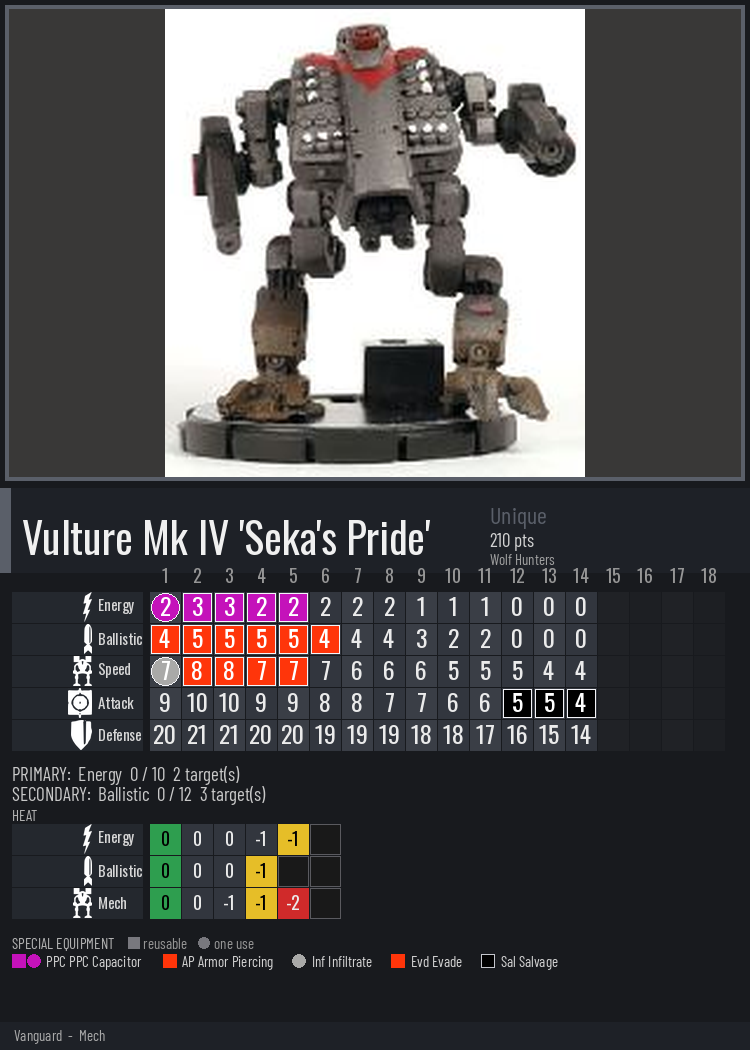 Vulture Mk IV 'Seka's Pride'
Unique
210 pts
Wolf Hunters
1 2 3 4 5 6 7 8 9 10 11 12 13 14 15 16 17 18
Energy 2 3 3 2 2 2 2 2 1 1 1 0 0 0
Ballistic 4 5 5 5 5 4 4 4 3 2 2 0 0 0
Speed 7 8 8 7 7 7 6 6 6 5 5 5 4 4
Attack 9 10 10 9 9 8 8 7 7 6 6 5 5 4
Defense 20 21 21 20 20 19 19 19 18 18 17 16 15 14
PRIMARY: Energy 0 / 10 2 target(s)
SECONDARY: Ballistic 0 / 12 3 target(s)
HEAT
Energy 0 0 0 -1 -1
Ballistic 0 0 0 -1
Mech 0 0 -1 -1 -2
SPECIAL EQUIPMENT reusable one use
PPC PPC Capacitor AP Armor Piercing Inf Infiltrate Evd Evade Sal Salvage
Vanguard - Mech